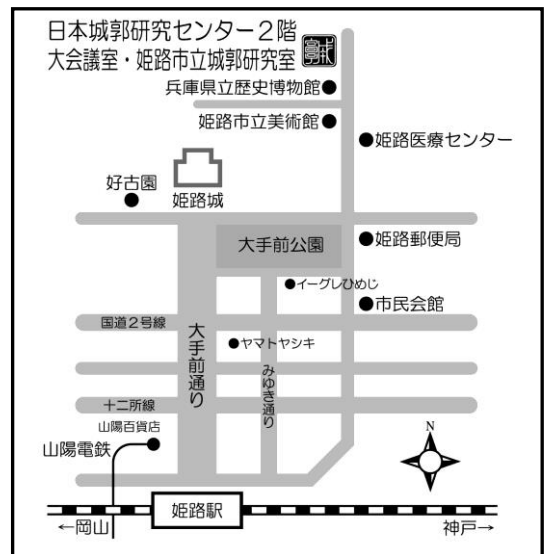 日本城郭研究センター2階
大会議室・姫路市立城郭研究室
兵庫県立歴史博物館●
姫路市立美術館●
●姫路医療センター
好古園
姫路城
大手前公園
●姫路郵便局
●イーグレひめじ
●市民会館
国道2号線
大手前通り
●ヤマトヤシキ
みゆき通り
十二所線
山陽百貨店
山陽電鉄
N
姫路駅
←岡山
神戸→